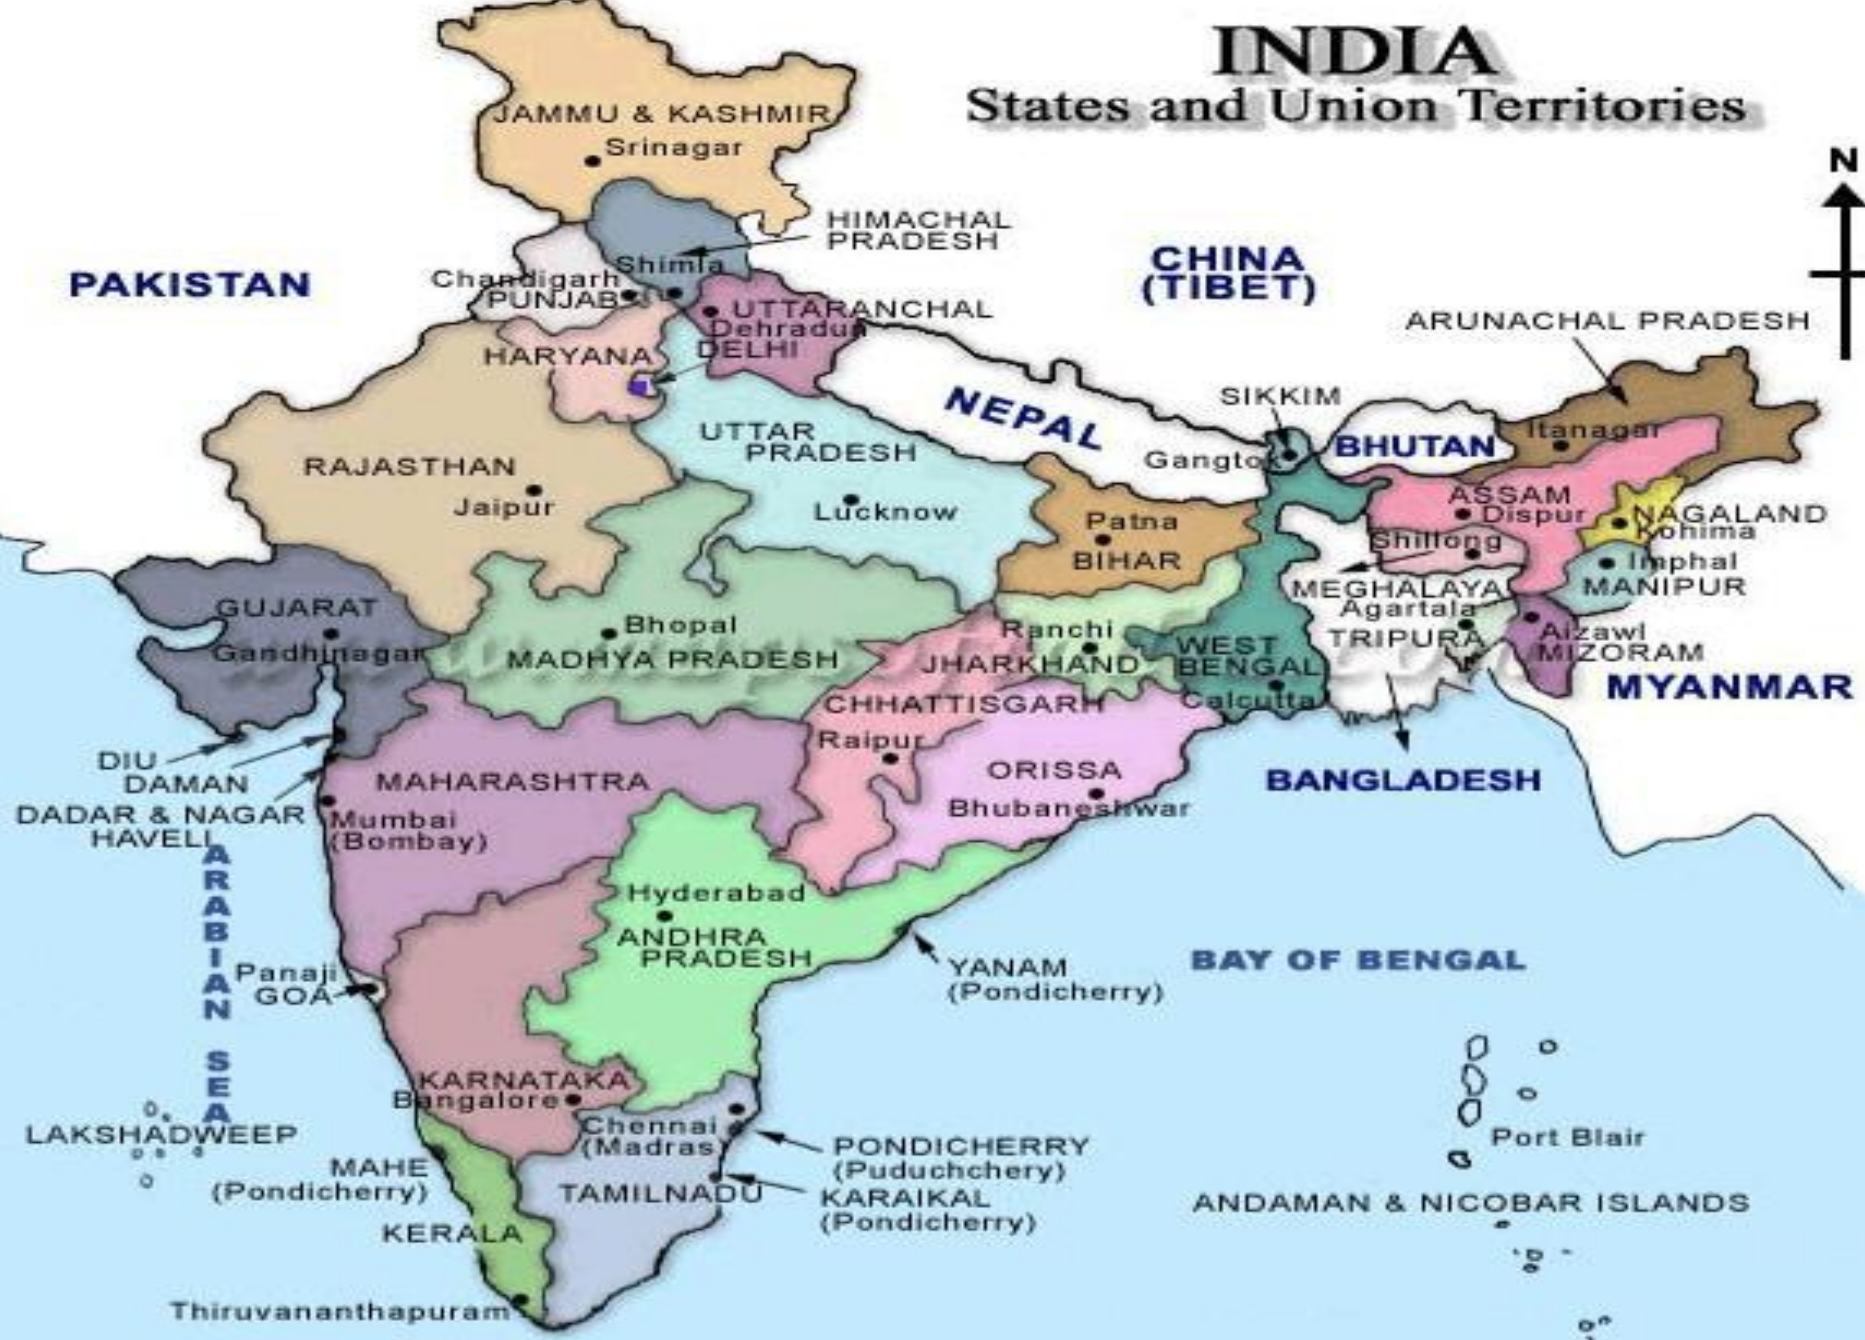 INDIA
States and Union Territories
N
JAMMU & KASHMIR
Srinagar
HIMACHAL
PRADESH
CHINA
(TIBET)
PAKISTAN
Shimla
Chandigarh
PUNJAB
UTTARANCHAL
Dehradun
DELHI
HARYANA
ARUNACHAL PRADESH
NEPAL
SIKKIM
Gangtok
BHUTAN
Itanagar
UTTAR
PRADESH
Lucknow
RAJASTHAN
Jaipur
Patna
BIHAR
ASSAM
Dispur
NAGALAND
Kohima
Shillong
Imphal
MEGHALAYA
MANIPUR
Agartala
TRIPURA
Aizawl
MIZORAM
MYANMAR
GUJARAT
Gandhinagar
Bhopal
MADHYA PRADESH
Ranchi
JHARKHAND
WEST
BENGAL
Calcutta
CHHATTISGARH
Raipur
ORISSA
Bhubaneshwar
BANGLADESH
DIU
DAMAN
DADAR & NAGAR
HAVELI
MAHARASHTRA
Mumbai
(Bombay)
ARABIAN SEA
Hyderabad
ANDHRA
PRADESH
YANAM
(Pondicherry)
BAY OF BENGAL
Panaji
GOA
KARNATAKA
Bangalore
Chennai
(Madras)
PONDICHERRY
(Puduchchery)
KARAIKAL
(Pondicherry)
TAMILNADU
LAKSHADWEEP
MAHE
(Pondicherry)
KERALA
Thiruvananthapuram
Port Blair
ANDAMAN & NICOBAR ISLANDS